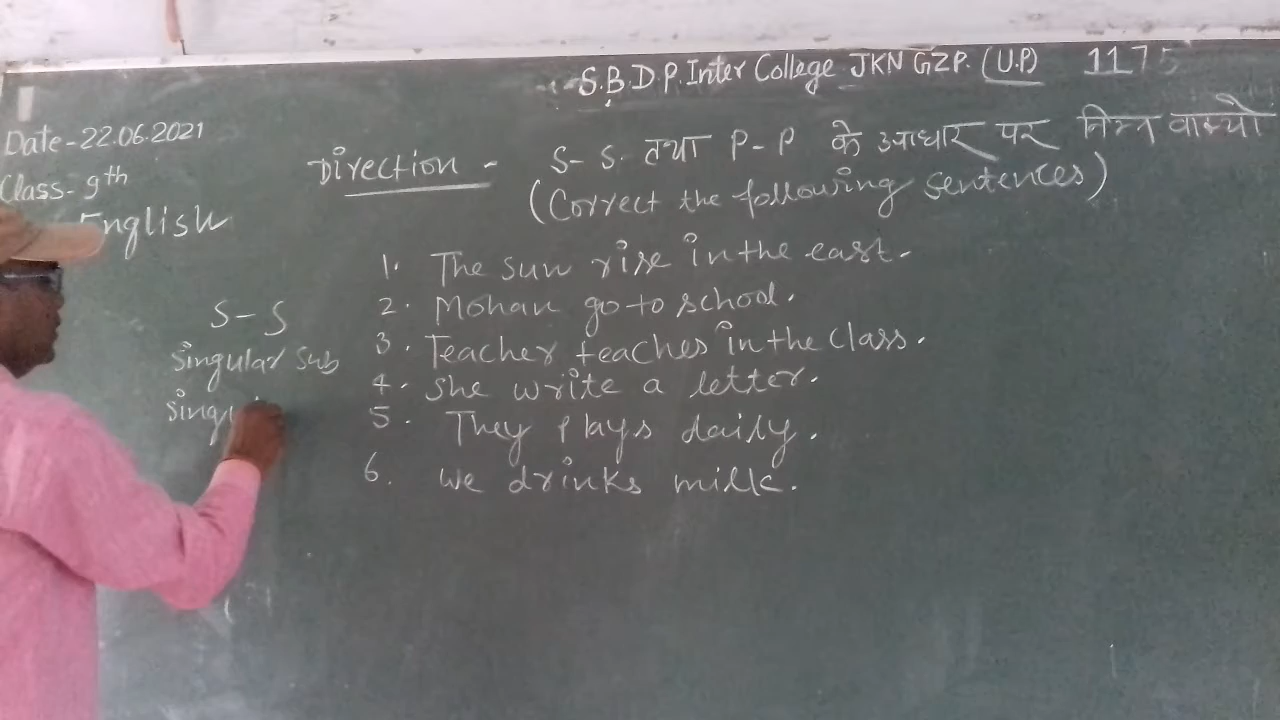 S.B.D.P. Inter College JKN GZP. (U.P) 1175
Date-22.06.2021
Class- 9th
English
Direction - S-S. तथा P-P के आधार पर निम्न वाक्यो
(Correct the following sentences)
1. The sun rise in the east.
2. Mohan go to school.
3. Teacher teaches in the class.
4. She write a letter.
5. They plays daily.
6. We drinks milk.
S-S
Singular Sub